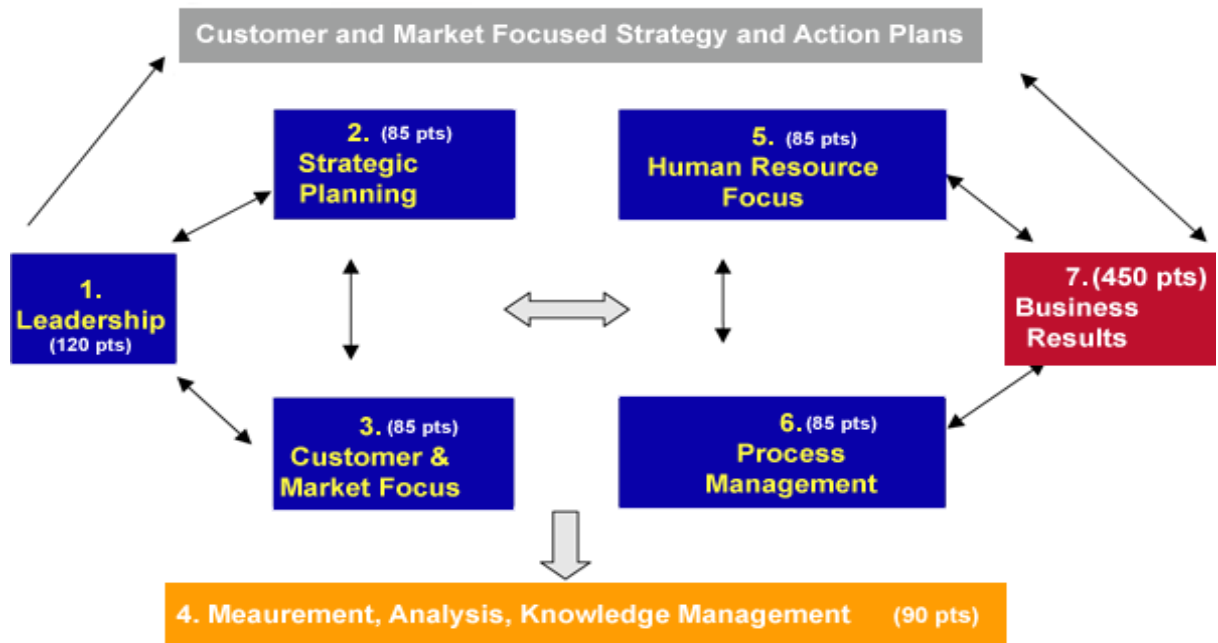 Customer and Market Focused Strategy and Action Plans
2. (85 pts)
Strategic
Planning
5. (85 pts)
Human Resource
Focus
1.
Leadership
(120 pts)
7. (450 pts)
Business
Results
3. (85 pts)
Customer &
Market Focus
6. (85 pts)
Process
Management
4. Meaurement, Analysis, Knowledge Management (90 pts)